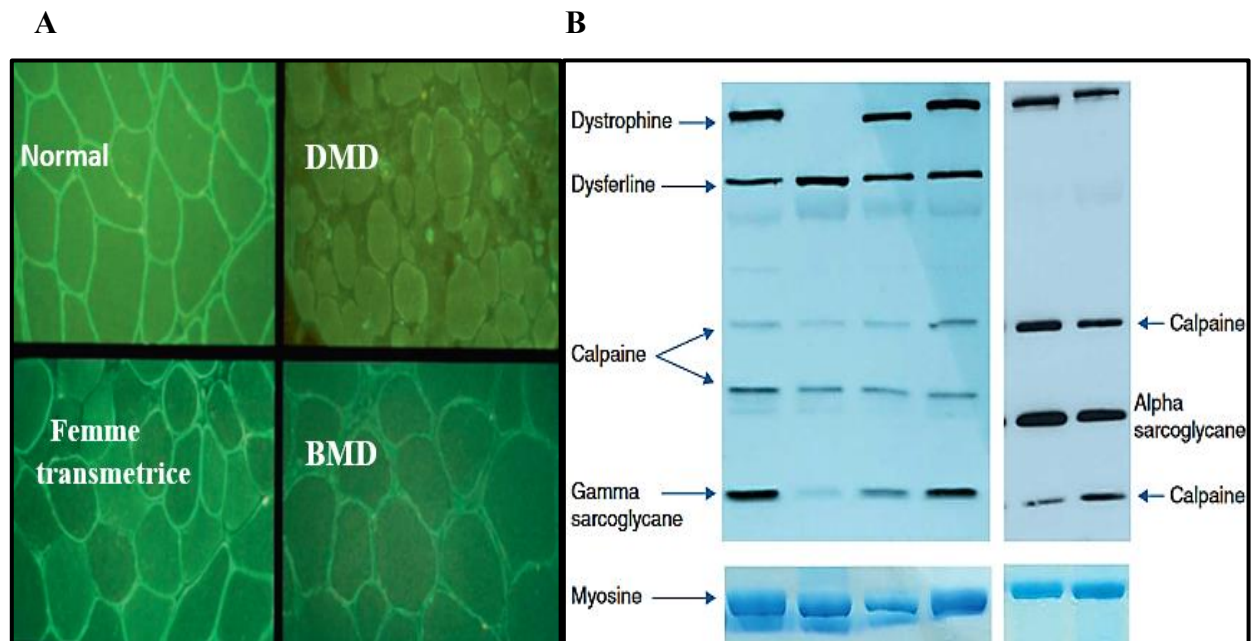 A
B
Normal
DMD
Femme
transmetrice
BMD
Dystrophine
Dysferline
Calpaine
Gamma
sarcoglycane
Myosine
Calpaine
Alpha
sarcoglycane
Calpaine